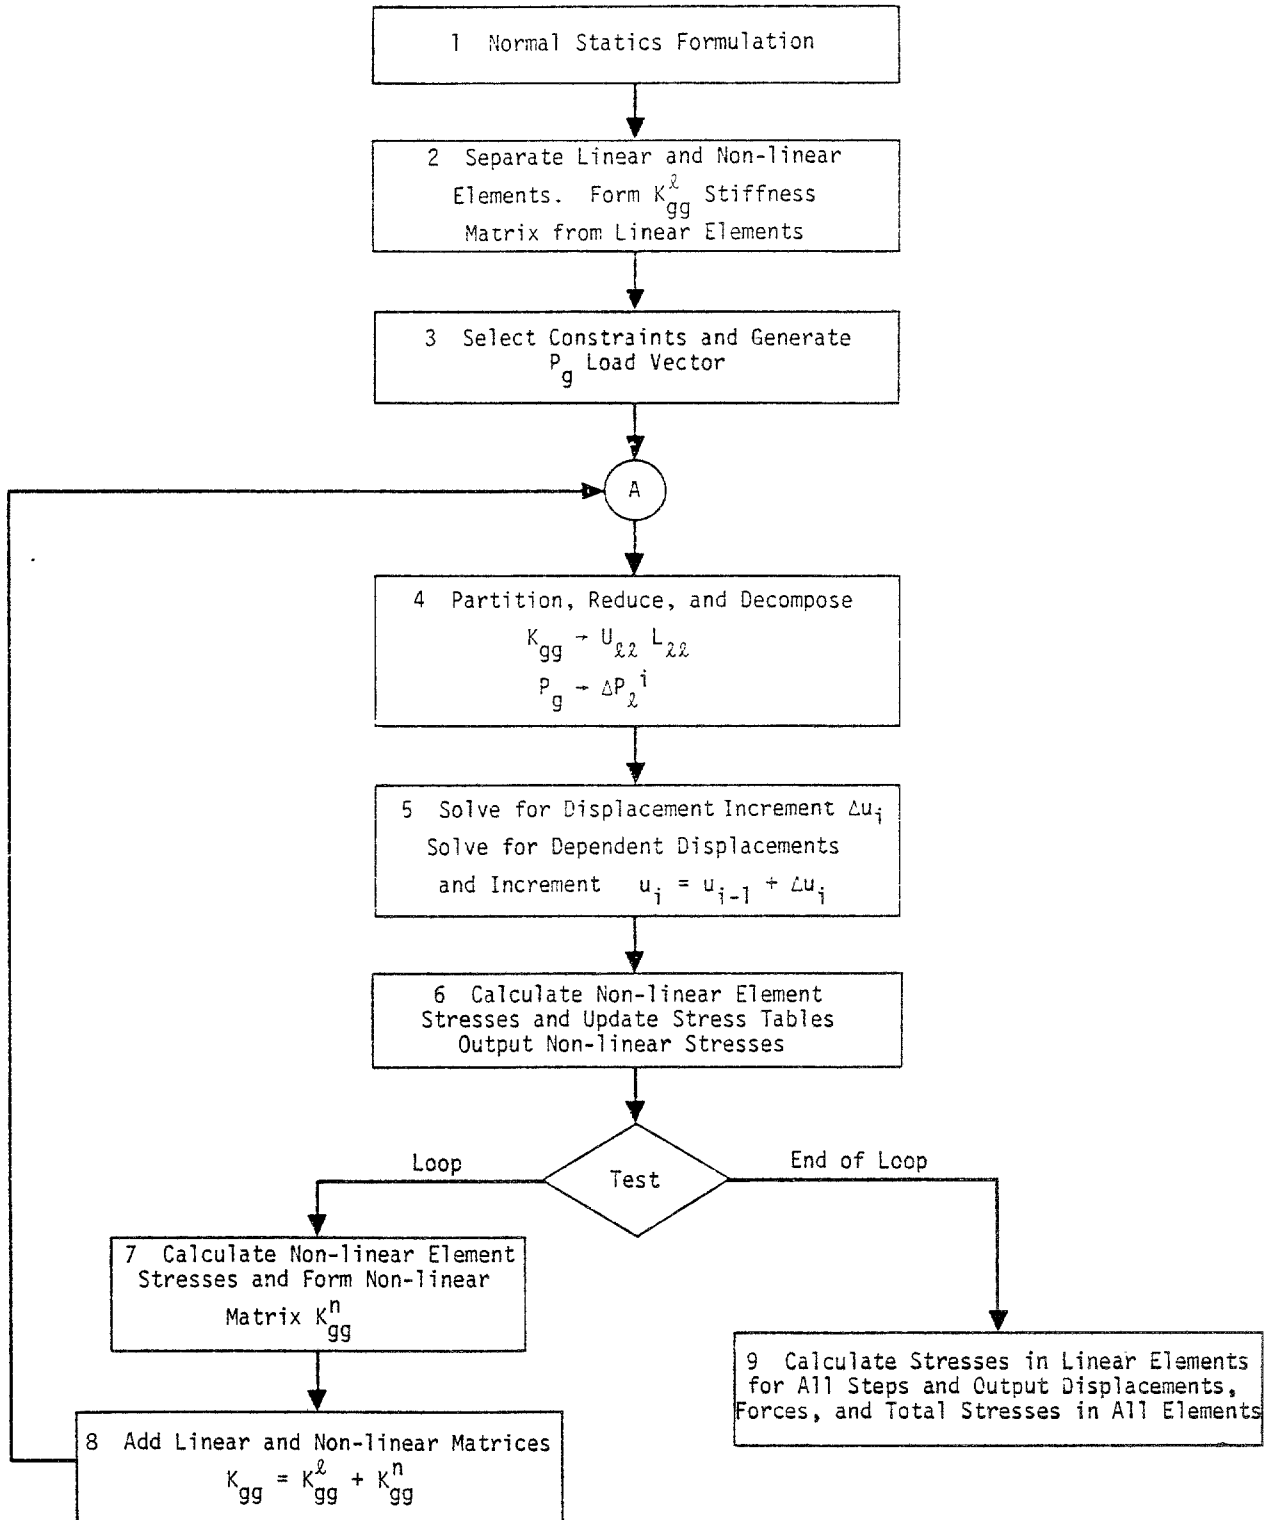 1 Normal Statics Formulation
2 Separate Linear and Non-linear
Elements. Form K_gg^ℓ Stiffness
Matrix from Linear Elements
3 Select Constraints and Generate
P_g Load Vector
A
4 Partition, Reduce, and Decompose
K_gg → U_ℓℓ L_ℓℓ
P_g → ΔP_ℓ^i
5 Solve for Displacement Increment Δu_i
Solve for Dependent Displacements
and Increment u_i = u_i-1 + Δu_i
6 Calculate Non-linear Element
Stresses and Update Stress Tables
Output Non-linear Stresses
Loop
Test
End of Loop
7 Calculate Non-linear Element
Stresses and Form Non-linear
Matrix K_gg^n
8 Add Linear and Non-linear Matrices
K_gg = K_gg^ℓ + K_gg^n
9 Calculate Stresses in Linear Elements
for All Steps and Output Displacements,
Forces, and Total Stresses in All Elements